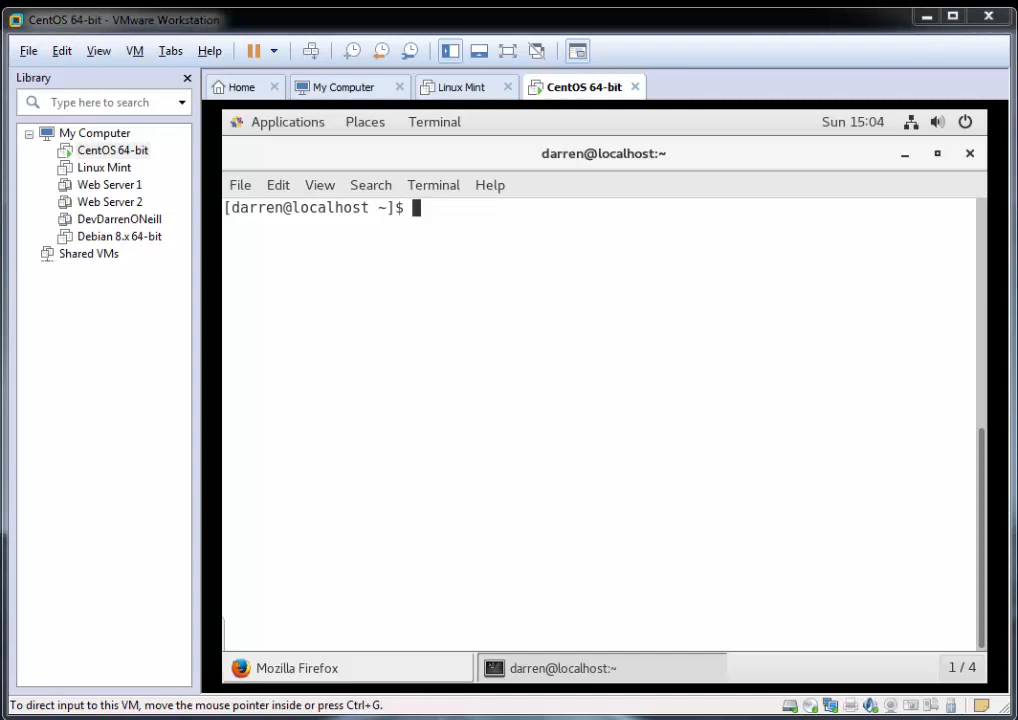 CentOS 64-bit - VMware Workstation
File Edit View VM Tabs Help
Library
Type here to search
Home My Computer Linux Mint CentOS 64-bit
My Computer
CentOS 64-bit
Linux Mint
Web Server 1
Web Server 2
DevDarrenONeill
Debian 8.x 64-bit
Shared VMs
Applications Places Terminal Sun 15:04
darren@localhost:~
File Edit View Search Terminal Help
[darren@localhost ~]$
Mozilla Firefox darren@localhost:~ 1 / 4
To direct input to this VM, move the mouse pointer inside or press Ctrl+G.